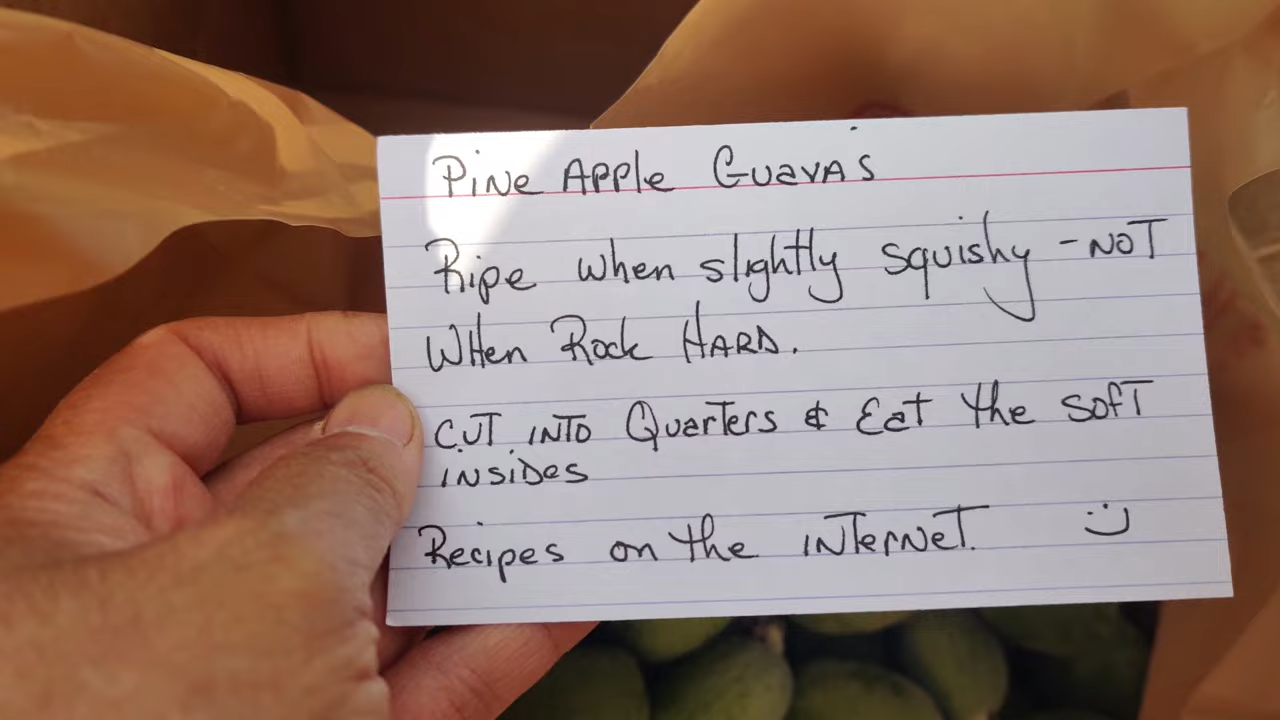 Pine Apple Guava's
Ripe when slightly squishy - NOT
When Rock HARD.
CUT INTO Quarters & Eat the soft
insides
Recipes on the internet. :)